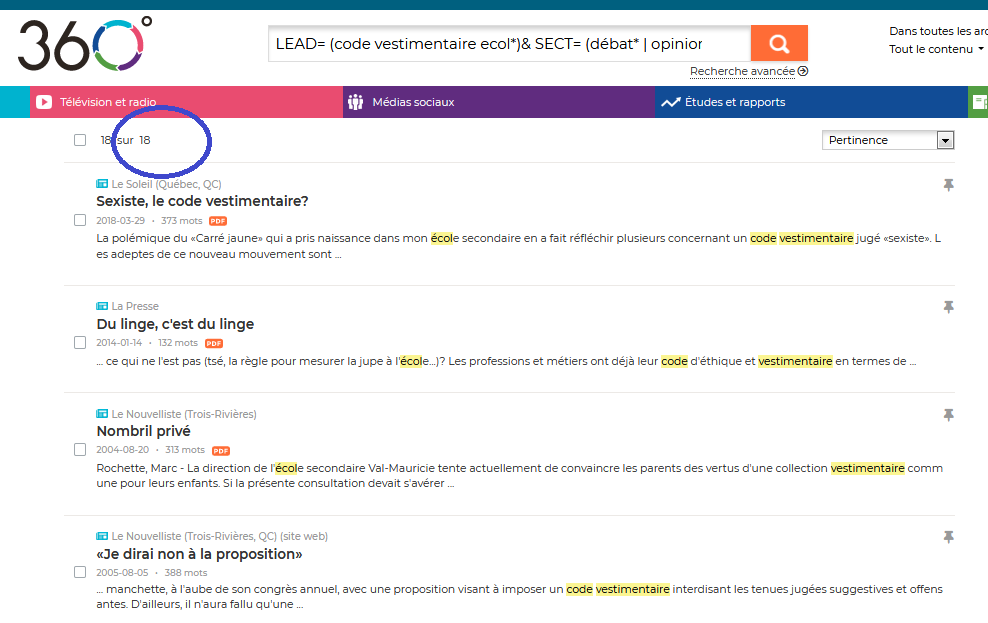 360°
LEAD= (code vestimentaire ecol*)& SECT= (débat* | opinior
Dans toutes les arc
Tout le contenu
Recherche avancée
Télévision et radio
Médias sociaux
Études et rapports
18 sur 18
Pertinence
Le Soleil (Québec, QC)
Sexiste, le code vestimentaire?
2018-03-29 • 373 mots PDF
La polémique du «Carré jaune» qui a pris naissance dans mon école secondaire en a fait réfléchir plusieurs concernant un code vestimentaire jugé «sexiste». L
es adeptes de ce nouveau mouvement sont ...
La Presse
Du linge, c'est du linge
2014-01-14 • 132 mots PDF
... ce qui ne l'est pas (tsé, la règle pour mesurer la jupe à l'école...)? Les professions et métiers ont déjà leur code d'éthique et vestimentaire en termes de ...
Le Nouvelliste (Trois-Rivières)
Nombril privé
2004-08-20 • 313 mots PDF
Rochette, Marc - La direction de l'école secondaire Val-Mauricie tente actuellement de convaincre les parents des vertus d'une collection vestimentaire comm
une pour leurs enfants. Si la présente consultation devait s'avérer ...
Le Nouvelliste (Trois-Rivières, QC) (site web)
«Je dirai non à la proposition»
2005-08-05 • 388 mots
... manchette, à l'aube de son congrès annuel, avec une proposition visant à imposer un code vestimentaire interdisant les tenues jugées suggestives et offens
antes. D'ailleurs, il n'aura fallu qu'une ...